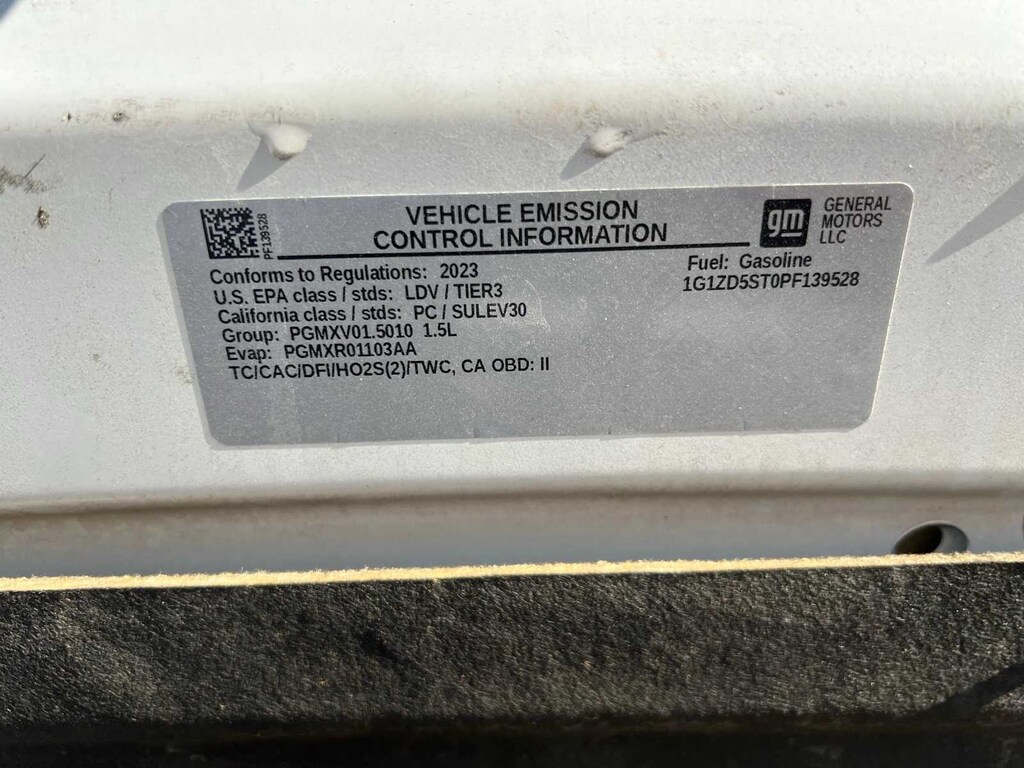 PF139528
VEHICLE EMISSION
CONTROL INFORMATION
gm
GENERAL
MOTORS
LLC
Conforms to Regulations: 2023
U.S. EPA class / stds: LDV / TIER3
California class / stds: PC / SULEV30
Group: PGMXV01.5010 1.5L
Evap: PGMXR01103AA
TC/CAC/DFI/HO2S(2)/TWC, CA OBD: II
Fuel: Gasoline
1G1ZD5ST0PF139528